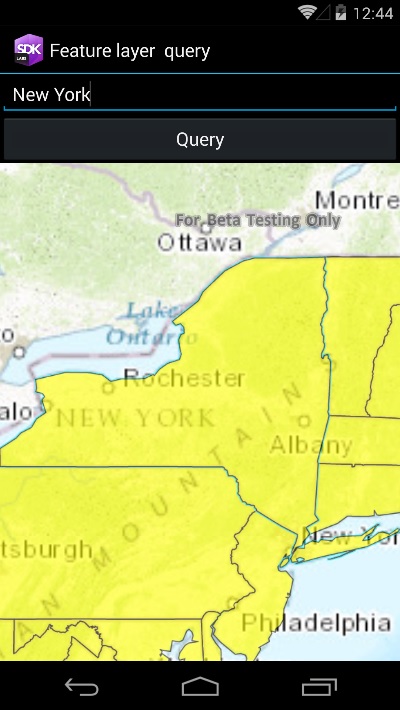 12:44
SDK
LABS
Feature layer query
New York
Query
Montre
For Beta Testing Only
Ottawa
Lake
Ontario
o
Rochester
alo
NEW YORK
Albany
MOUNTAINS
New Yor
tsburgh
AN
Philadelphia